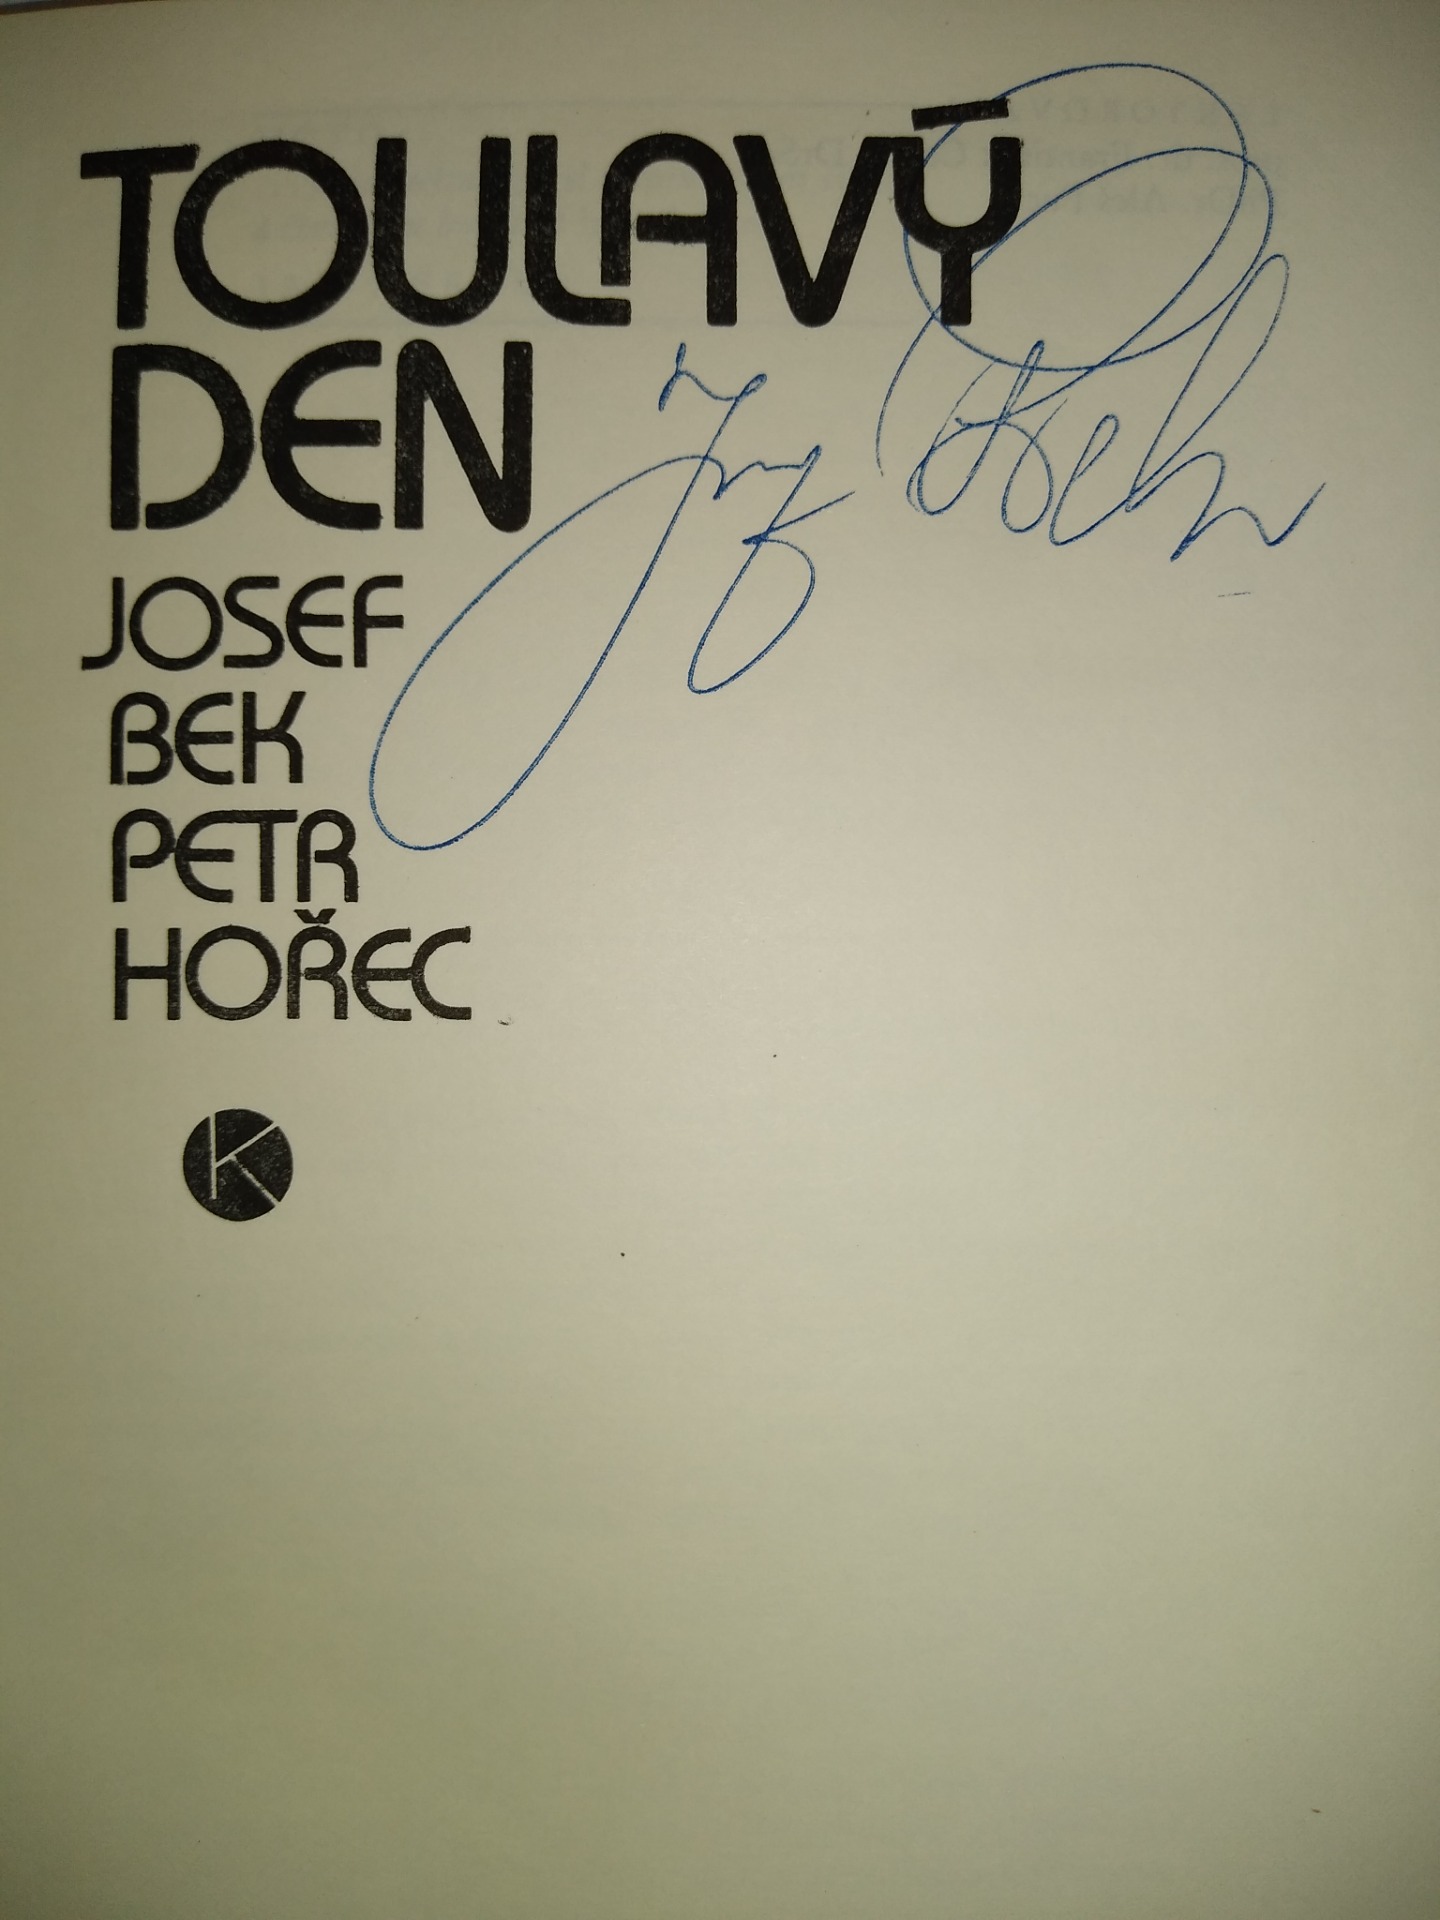 TOULAVÝ
DEN
JOSEF
BEK
PETR
HOŘEC
K